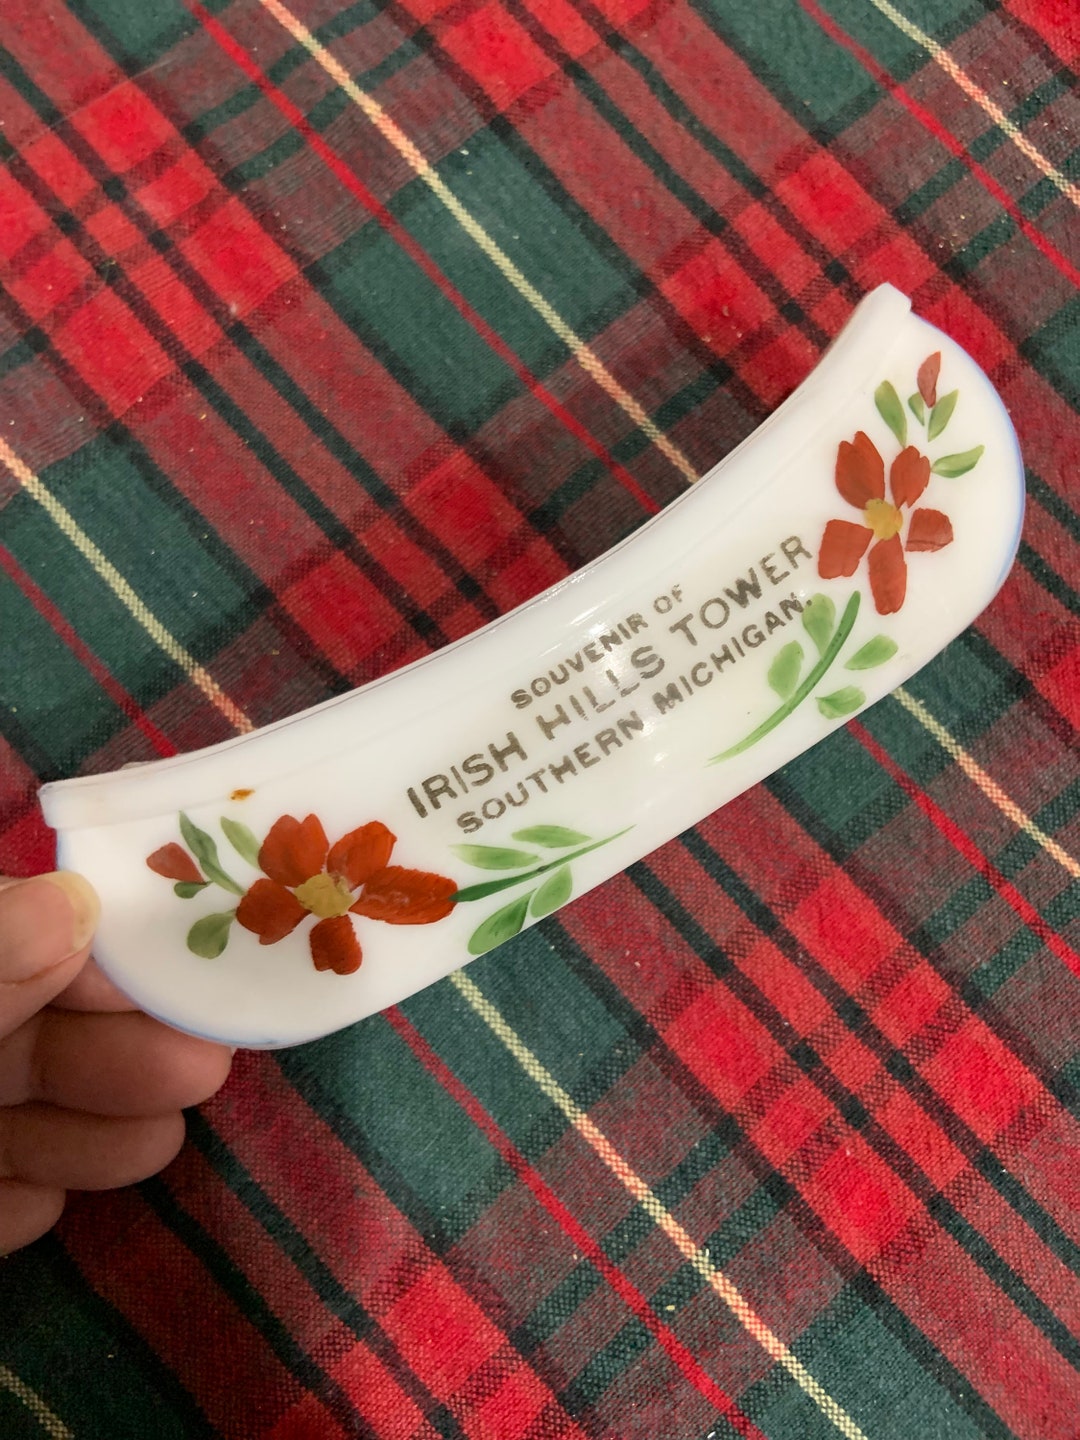 SOUVENIR OF
IRISH HILLS TOWER
SOUTHERN MICHIGAN.